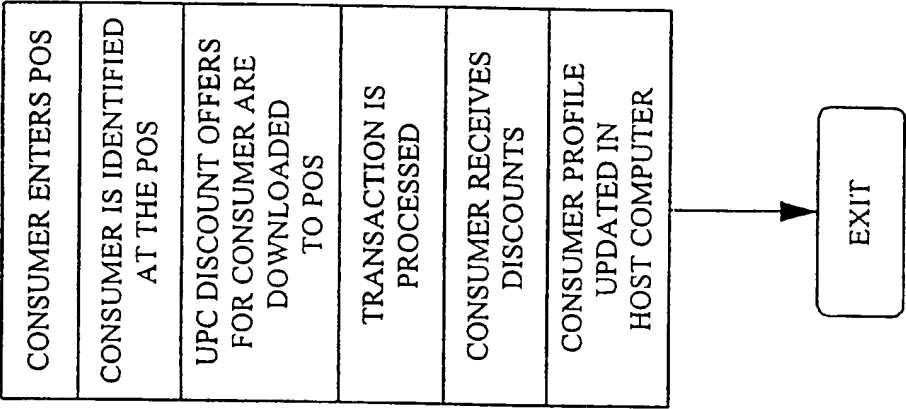 CONSUMER ENTERS POS
CONSUMER IS IDENTIFIED
AT THE POS
UPC DISCOUNT OFFERS
FOR CONSUMER ARE
DOWNLOADED
TO POS
TRANSACTION IS
PROCESSED
CONSUMER RECEIVES
DISCOUNTS
CONSUMER PROFILE
UPDATED IN
HOST COMPUTER
EXIT